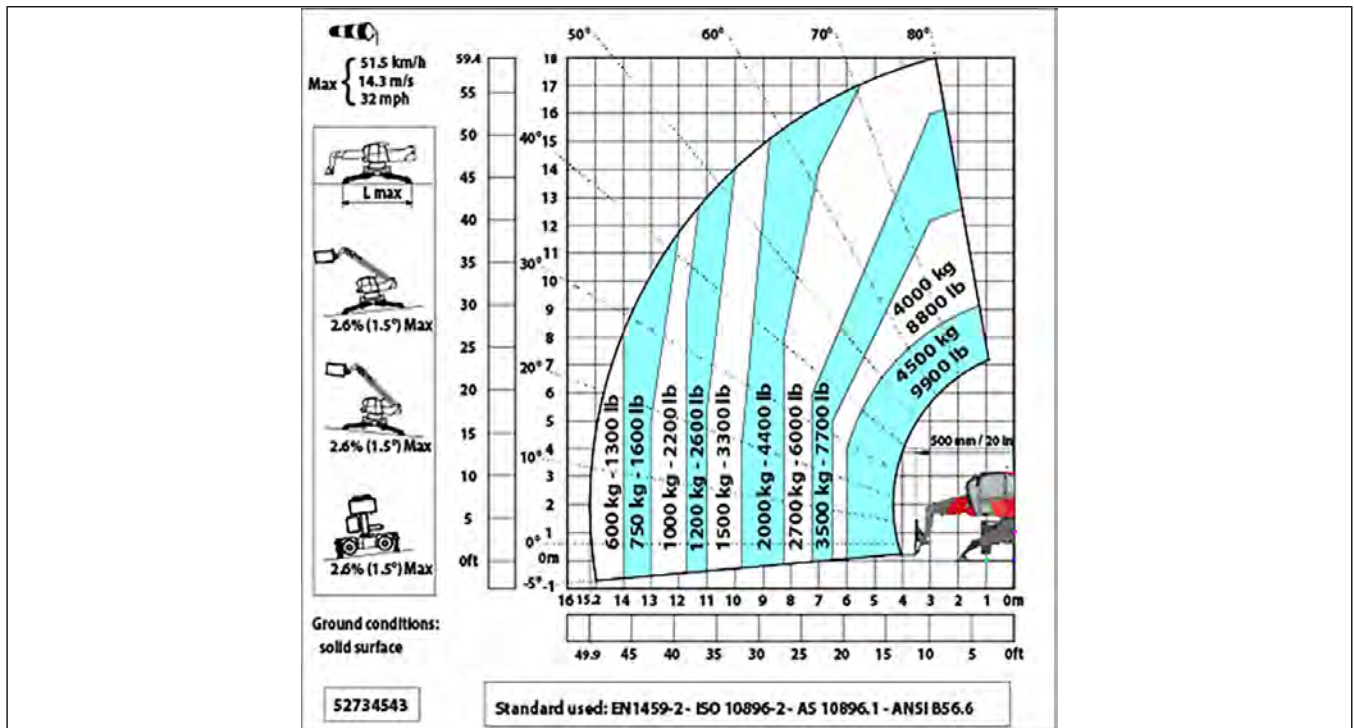 51.5 km/h
Max { 14.3 m/s
32 mph
L max
2.6% (1.5°) Max
2.6% (1.5°) Max
2.6% (1.5°) Max
Ground conditions:
solid surface
52734543
59.4
55
50
45
40
35
30
25
20
15
10
5
0ft
18
17
16
15
14
13
12
11
10
9
8
7
6
5
4
3
2
1
0m
-1
50°
60°
70°
80°
40°
30°
20°
10°
0°
-5°
600 kg - 1300 lb
750 kg - 1600 lb
1000 kg - 2200 lb
1200 kg - 2600 lb
1500 kg - 3300 lb
2000 kg - 4400 lb
2700 kg - 6000 lb
3500 kg - 7700 lb
4000 kg
8800 lb
4500 kg
9900 lb
500 mm / 20 in
16 15.2 14 13 12 11 10 9 8 7 6 5 4 3 2 1 0m
49.9 45 40 35 30 25 20 15 10 5 0ft
Standard used: EN1459-2 - ISO 10896-2 - AS 10896.1 - ANSI B56.6